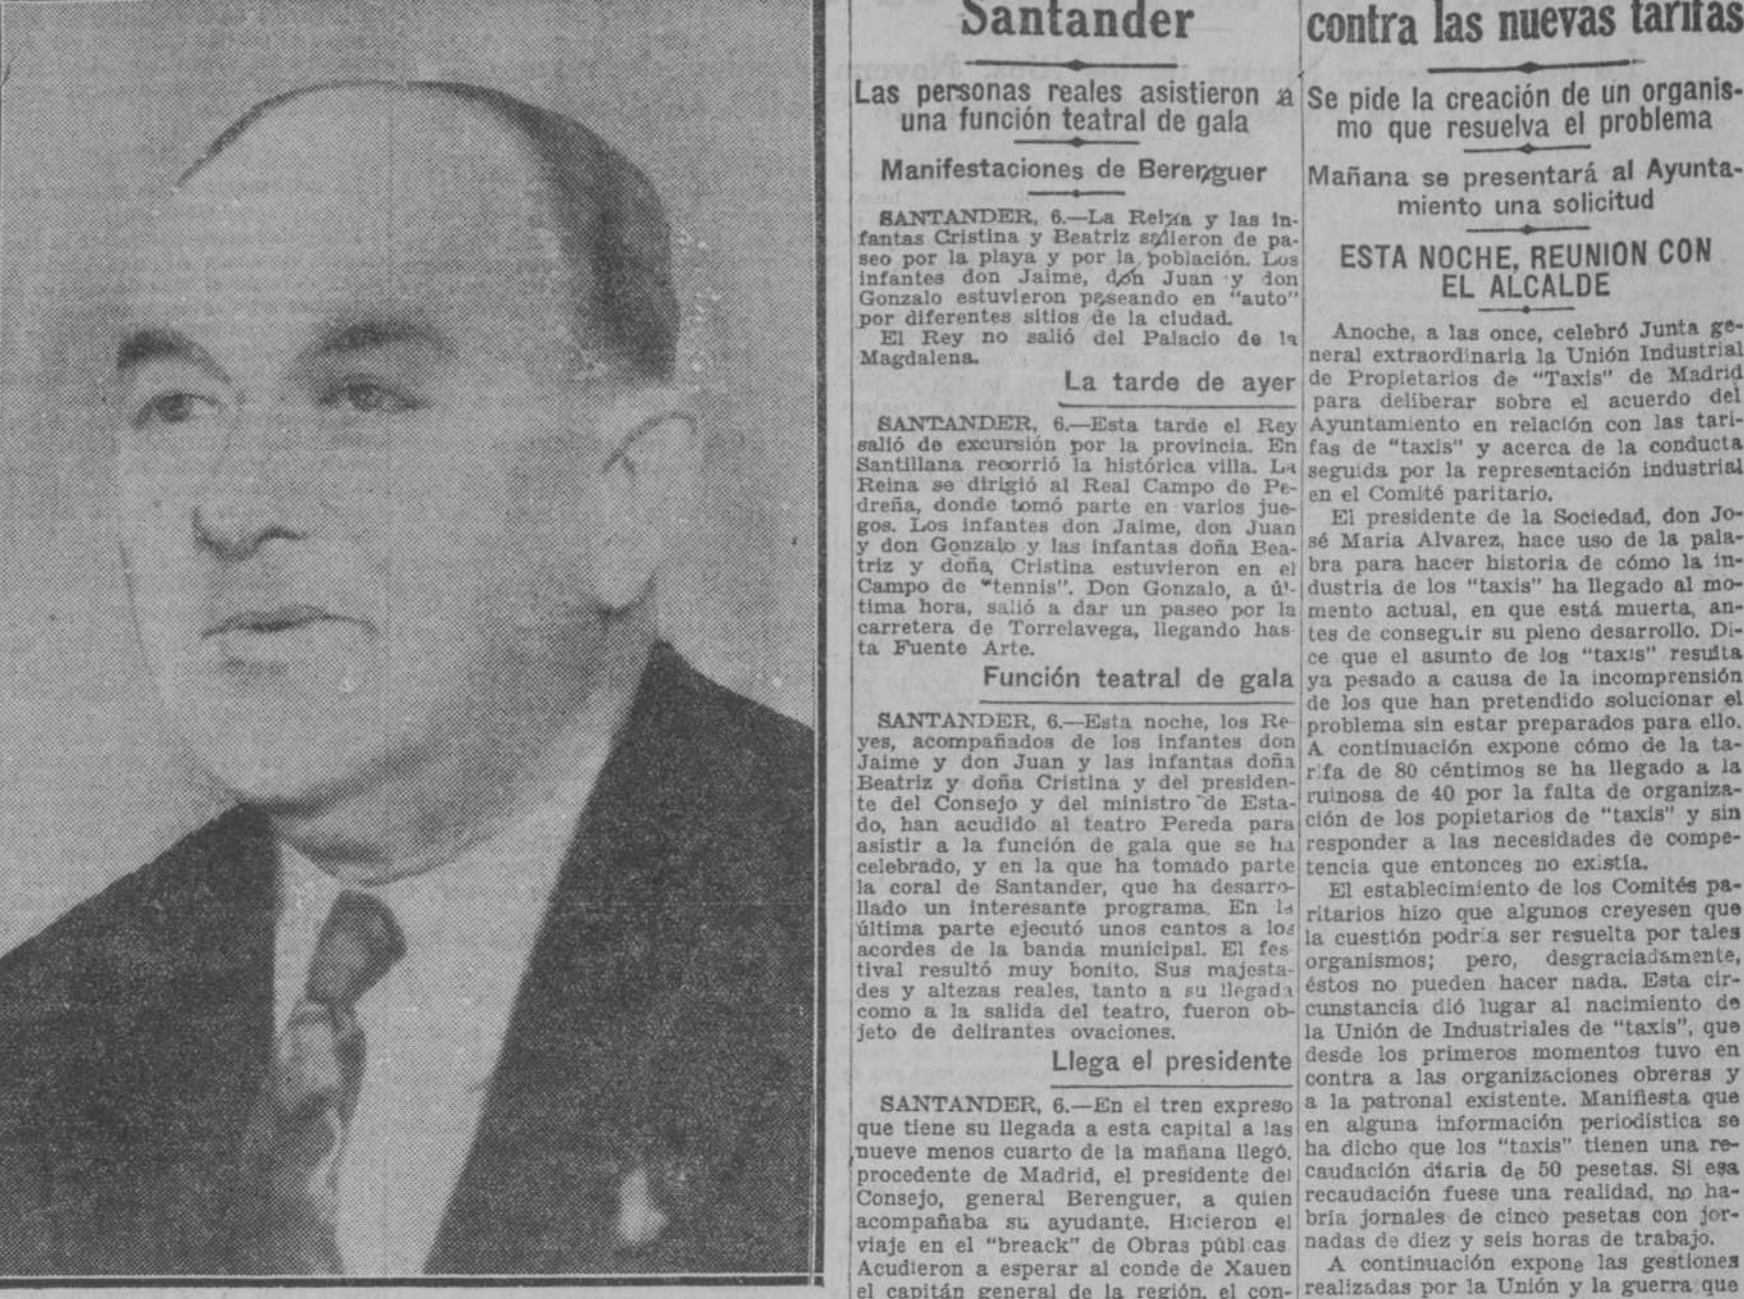 Santander
Las personas reales asistieron a
una función teatral de gala
Manifestaciones de Berenguer
SANTANDER, 6.—La Reina y las in-
fantas Cristina y Beatriz salieron de pa-
seo por la playa y por la población. Los
infantes don Jaime, don Juan y don
Gonzalo estuvieron paseando en "auto"
por diferentes sitios de la ciudad.
El Rey no salió del Palacio de la
Magdalena.
La tarde de ayer
SANTANDER, 6.—Esta tarde el Rey
salió de excursión por la provincia. En
Santillana recorrió la histórica villa. La
Reina se dirigió al Real Campo de Pe-
dreña, donde tomó parte en varios jue-
gos. Los infantes don Jaime, don Juan
y don Gonzalo y las infantas doña Bea-
triz y doña Cristina estuvieron en el
Campo de "tennis". Don Gonzalo, a úl-
tima hora, salió a dar un paseo por la
carretera de Torrelavega, llegando has-
ta Fuente Arte.
Función teatral de gala
SANTANDER, 6.—Esta noche, los Re-
yes, acompañados de los infantes don
Jaime y don Juan y las infantas doña
Beatriz y doña Cristina y del presiden-
te del Consejo y del ministro de Esta-
do, han acudido al teatro Pereda para
asistir a la función de gala que se ha
celebrado, y en la que ha tomado parte
la coral de Santander, que ha desarro-
llado un interesante programa. En la
última parte ejecutó unos cantos a los
acordes de la banda municipal. El fes
tival resultó muy bonito. Sus majesta-
des y altezas reales, tanto a su llegada
como a la salida del teatro, fueron ob-
jeto de delirantes ovaciones.
Llega el presidente
SANTANDER, 6.—En el tren expreso
que tiene su llegada a esta capital a las
nueve menos cuarto de la mañana llegó,
procedente de Madrid, el presidente del
Consejo, general Berenguer, a quien
acompañaba su ayudante. Hicieron el
viaje en el "breack" de Obras públicas.
Acudieron a esperar al conde de Xauen
el capitán general de la región, el con-
contra las nuevas tarifas
Se pide la creación de un organis-
mo que resuelva el problema
Mañana se presentará al Ayunta-
miento una solicitud
ESTA NOCHE, REUNION CON
EL ALCALDE
Anoche, a las once, celebró Junta ge-
neral extraordinaria la Unión Industrial
de Propietarios de "Taxis" de Madrid
para deliberar sobre el acuerdo del
Ayuntamiento en relación con las tari-
fas de "taxis" y acerca de la conducta
seguida por la representación industrial
en el Comité paritario.
El presidente de la Sociedad, don Jo-
sé Maria Alvarez, hace uso de la pala-
bra para hacer historia de cómo la in-
dustria de los "taxis" ha llegado al mo-
mento actual, en que está muerta, an-
tes de conseguir su pleno desarrollo. Di-
ce que el asunto de los "taxis" resulta
ya pesado a causa de la incomprensión
de los que han pretendido solucionar el
problema sin estar preparados para ello.
A continuación expone cómo de la ta-
rifa de 80 céntimos se ha llegado a la
ruinosa de 40 por la falta de organiza-
ción de los popietarios de "taxis" y sin
responder a las necesidades de compe-
tencia que entonces no existía.
El establecimiento de los Comités pa-
ritarios hizo que algunos creyesen que
la cuestión podría ser resuelta por tales
organismos; pero, desgraciadamente,
éstos no pueden hacer nada. Esta cir-
cunstancia dió lugar al nacimiento de
la Unión de Industriales de "taxis", que
desde los primeros momentos tuvo en
contra a las organizaciones obreras y
a la patronal existente. Manifiesta que
en alguna información periodística se
ha dicho que los "taxis" tienen una re-
caudación diaria de 50 pesetas. Si esa
recaudación fuese una realidad, no ha-
bría jornales de cinco pesetas con jor-
nadas de diez y seis horas de trabajo.
A continuación expone las gestiones
realizadas por la Unión y la guerra que